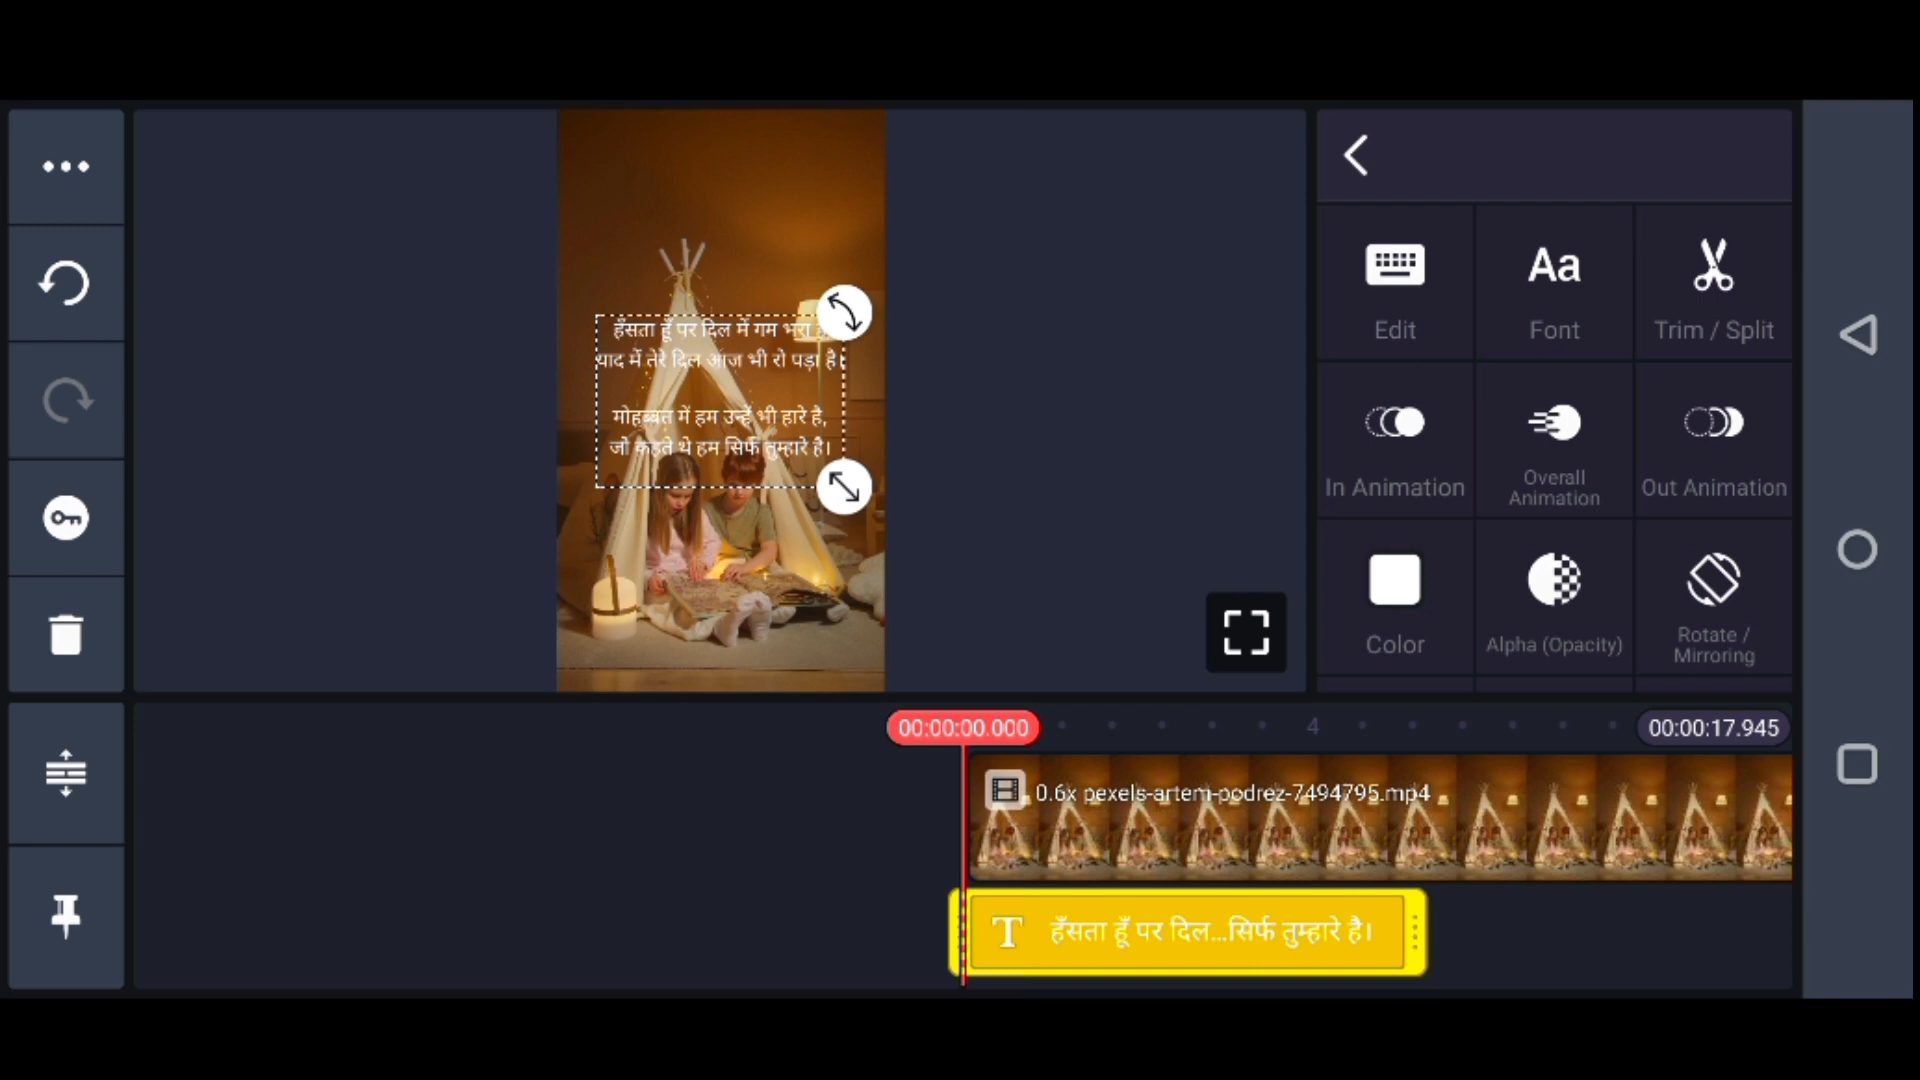 हँसता हूँ पर दिल में गम भरा है
याद में तेरे दिल आज भी रो पड़ा है।
मोहब्बत में हम उन्हें भी हारे है,
जो कहते थे हम सिर्फ तुम्हारे है।
Edit
Font
Trim / Split
In Animation
Overall
Animation
Out Animation
Color
Alpha (Opacity)
Rotate /
Mirroring
00:00:00.000
4
00:00:17.945
0.6x pexels-artem-podrez-7494795.mp4
T हँसता हूँ पर दिल...सिर्फ तुम्हारे है।